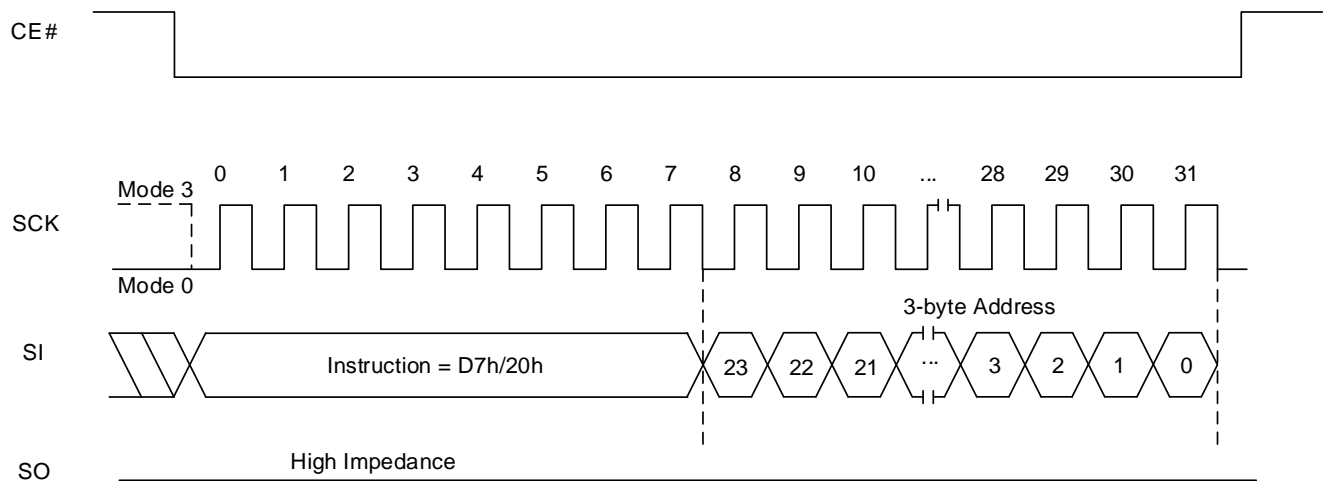 CE#
0 1 2 3 4 5 6 7 8 9 10 ... 28 29 30 31
Mode 3
SCK
Mode 0
3-byte Address
SI
Instruction = D7h/20h
23 22 21 ... 3 2 1 0
High Impedance
SO